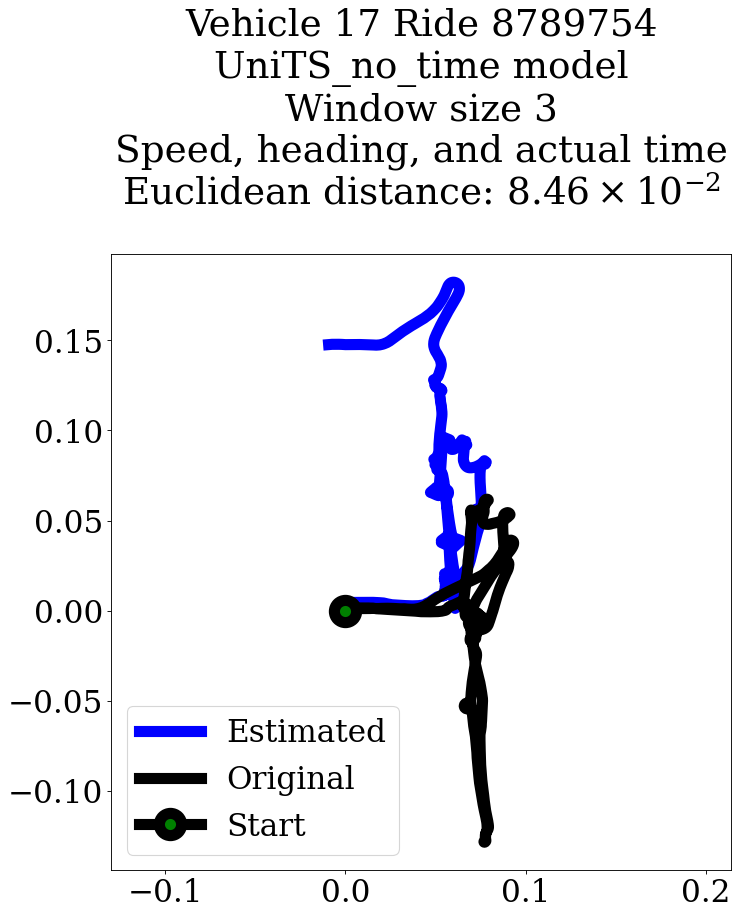 Vehicle 17 Ride 8789754
UniTS_no_time model
Window size 3
Speed, heading, and actual time
Euclidean distance: 8.46 × 10⁻²
0.15
0.10
0.05
0.00
−0.05
−0.10
Estimated
Original
Start
−0.1
0.0
0.1
0.2